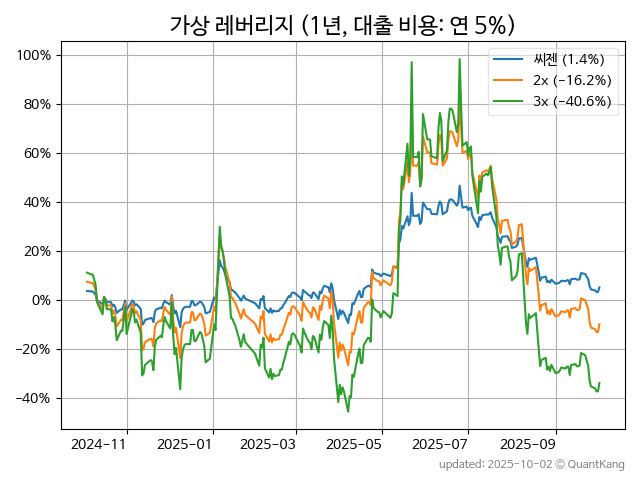 가상 레버리지 (1년, 대출 비용: 연 5%)
씨젠 (1.4%)
2x (−16.2%)
3x (−40.6%)
100%
80%
60%
40%
20%
0%
−20%
−40%
2024-11
2025-01
2025-03
2025-05
2025-07
2025-09
updated: 2025-10-02 © QuantKang